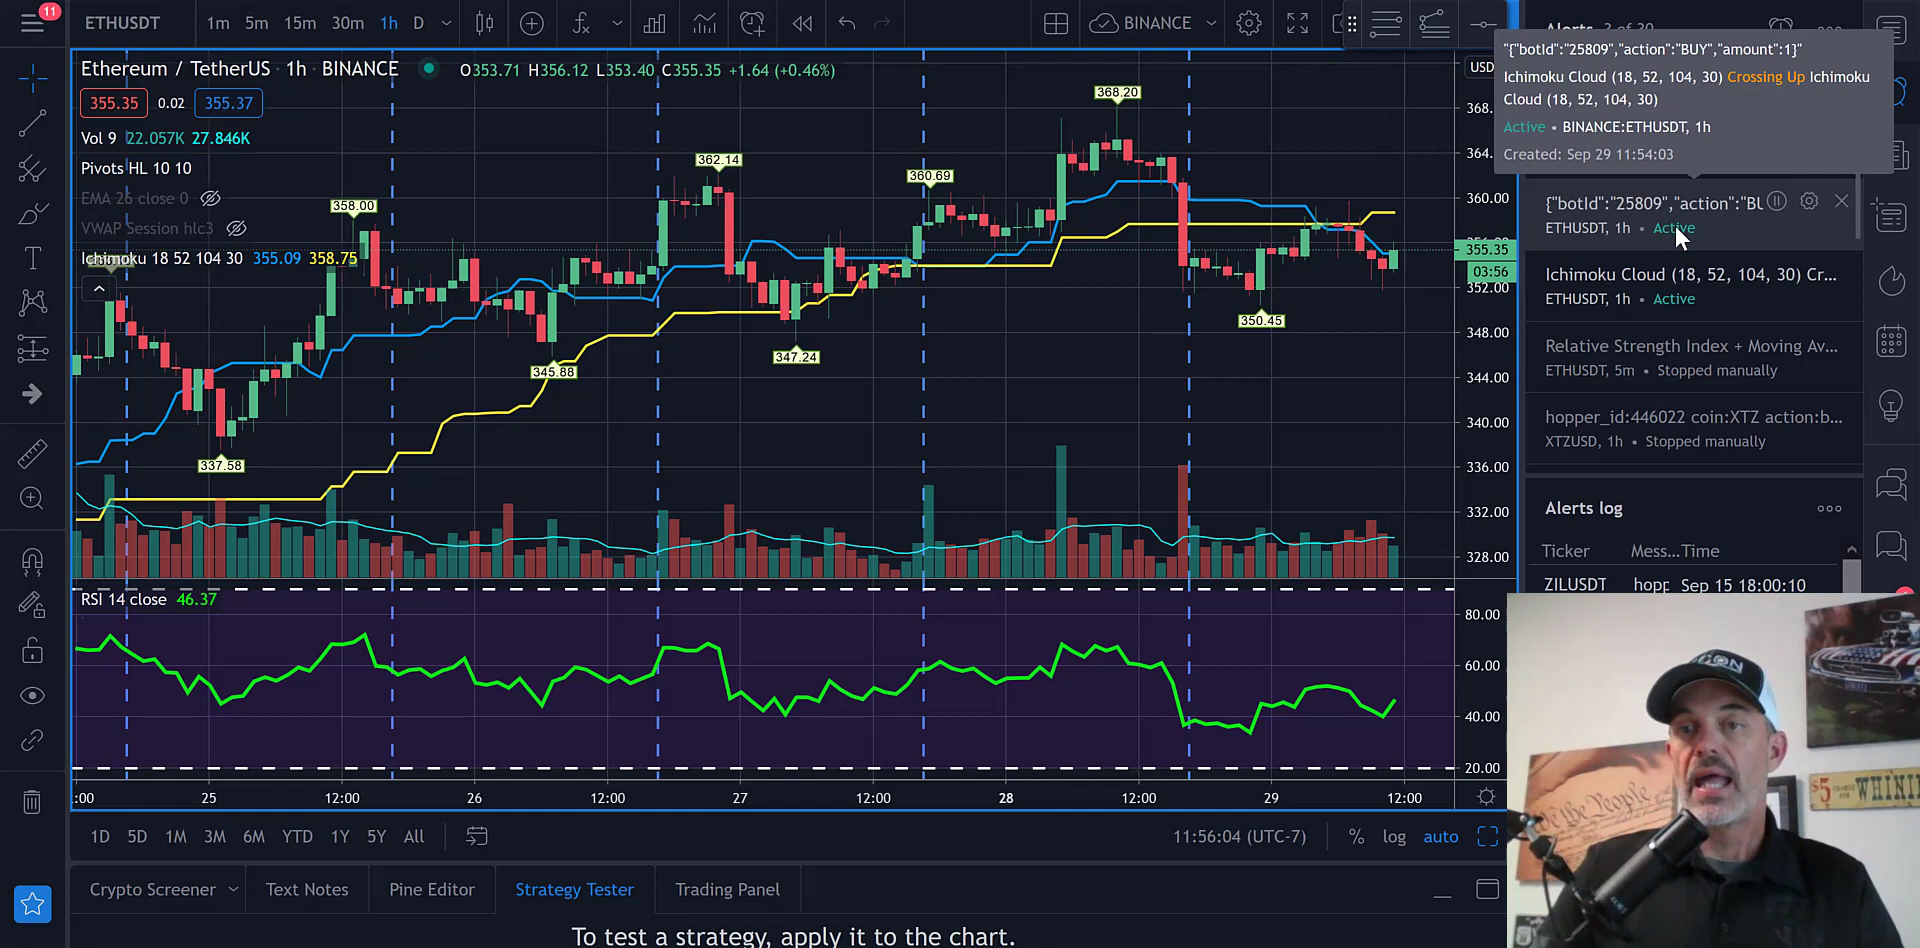 11
ETHUSDT
1m 5m 15m 30m 1h D
BINANCE
Alerts
Ethereum / TetherUS · 1h · BINANCE
O353.71 H356.12 L353.40 C355.35 +1.64 (+0.46%)
355.35 0.02 355.37
Vol 9 22.057K 27.846K
Pivots HL 10 10
EMA 26 close 0
VWAP Session hlc3
Ichimoku 18 52 104 30 355.09 358.75
358.00
362.14
360.69
368.20
337.58
345.88
347.24
350.45
USD
368.
364.
360.00
355.35
03:56
352.00
348.00
344.00
340.00
336.00
332.00
328.00
RSI 14 close 46.37
80.00
60.00
40.00
20.00
:00 25 12:00 26 12:00 27 12:00 28 12:00 29 12:00
1D 5D 1M 3M 6M YTD 1Y 5Y All
11:56:04 (UTC-7) % log auto
Crypto Screener Text Notes Pine Editor Strategy Tester Trading Panel
To test a strategy, apply it to the chart.
"{"botId":"25809","action":"BUY","amount":1}"
Ichimoku Cloud (18, 52, 104, 30) Crossing Up Ichimoku
Cloud (18, 52, 104, 30)
Active • BINANCE:ETHUSDT, 1h
Created: Sep 29 11:54:03
{"botId":"25809","action":"BU
ETHUSDT, 1h • Active
Ichimoku Cloud (18, 52, 104, 30) Cr...
ETHUSDT, 1h • Active
Relative Strength Index + Moving Av...
ETHUSDT, 5m • Stopped manually
hopper_id:446022 coin:XTZ action:b...
XTZUSD, 1h • Stopped manually
Alerts log
Ticker Mess... Time
ZILUSDT hopp Sep 15 18:00:10
We the People
$5
WHININ